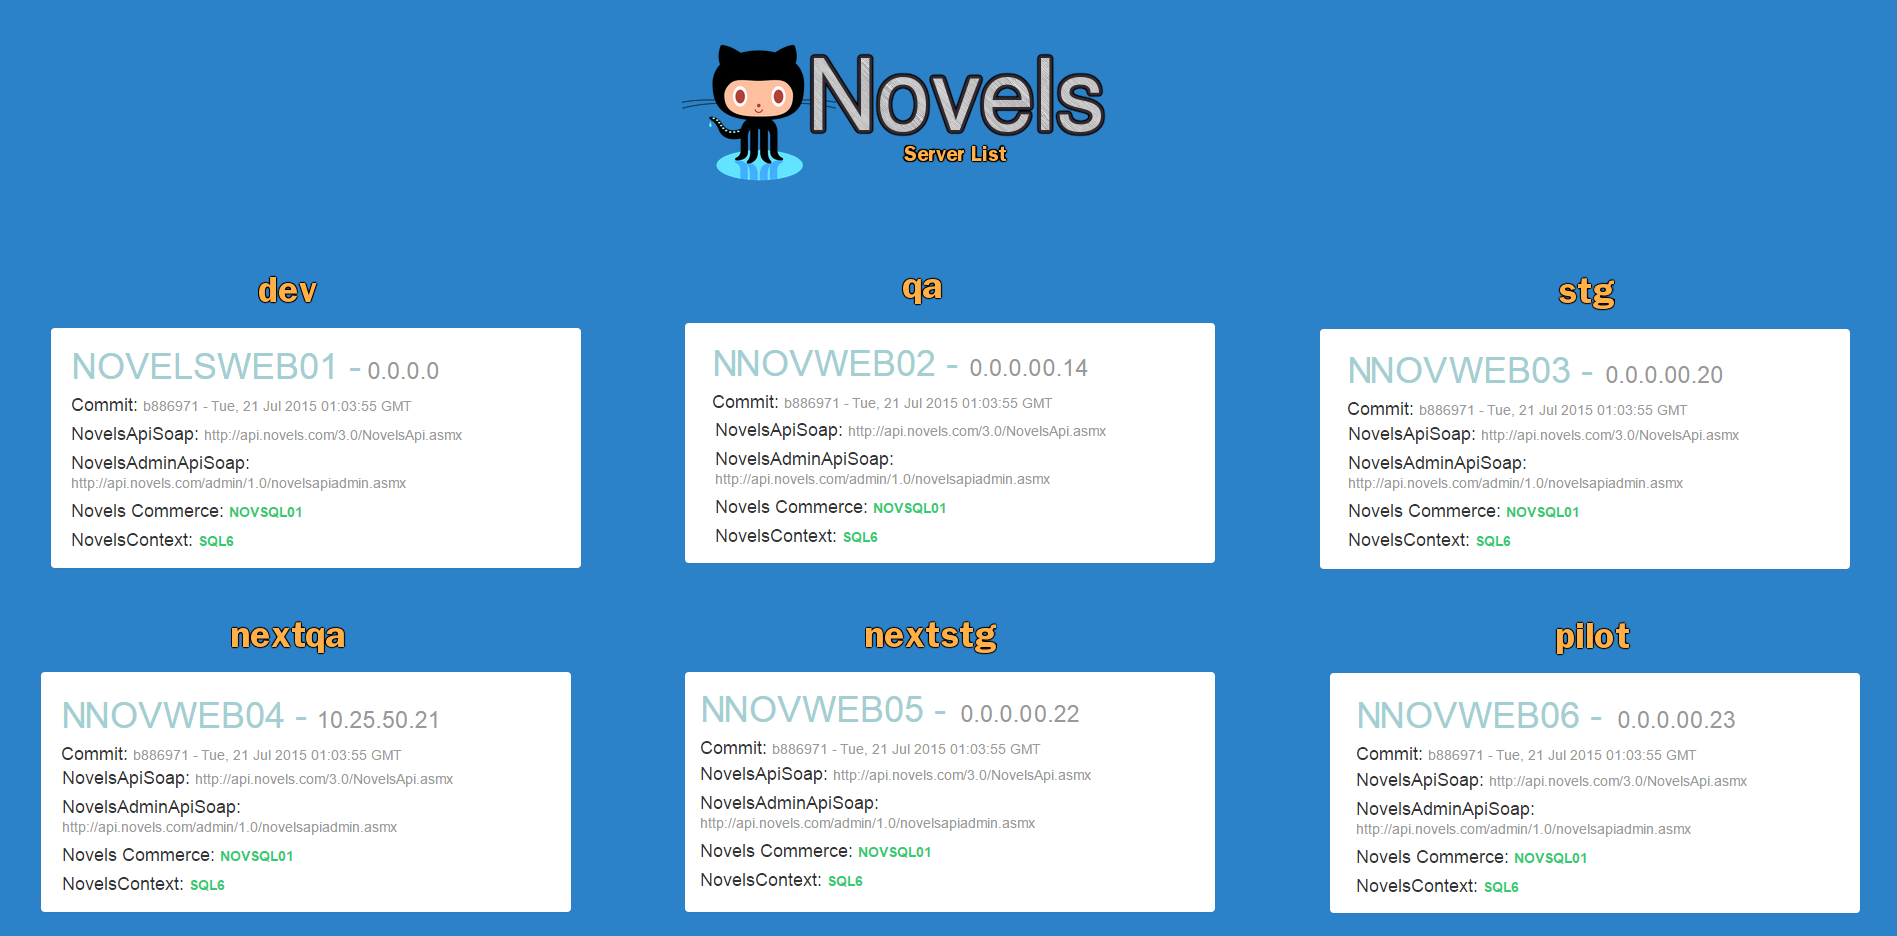 Novels
Server List
dev
NOVELSWEB01 - 0.0.0.0
Commit: b886971 - Tue, 21 Jul 2015 01:03:55 GMT
NovelsApiSoap: http://api.novels.com/3.0/NovelsApi.asmx
NovelsAdminApiSoap:
http://api.novels.com/admin/1.0/novelsapiadmin.asmx
Novels Commerce: NOVSQL01
NovelsContext: SQL6
qa
NNOVWEB02 - 0.0.0.00.14
Commit: b886971 - Tue, 21 Jul 2015 01:03:55 GMT
NovelsApiSoap: http://api.novels.com/3.0/NovelsApi.asmx
NovelsAdminApiSoap:
http://api.novels.com/admin/1.0/novelsapiadmin.asmx
Novels Commerce: NOVSQL01
NovelsContext: SQL6
stg
NNOVWEB03 - 0.0.0.00.20
Commit: b886971 - Tue, 21 Jul 2015 01:03:55 GMT
NovelsApiSoap: http://api.novels.com/3.0/NovelsApi.asmx
NovelsAdminApiSoap:
http://api.novels.com/admin/1.0/novelsapiadmin.asmx
Novels Commerce: NOVSQL01
NovelsContext: SQL6
nextqa
NNOVWEB04 - 10.25.50.21
Commit: b886971 - Tue, 21 Jul 2015 01:03:55 GMT
NovelsApiSoap: http://api.novels.com/3.0/NovelsApi.asmx
NovelsAdminApiSoap:
http://api.novels.com/admin/1.0/novelsapiadmin.asmx
Novels Commerce: NOVSQL01
NovelsContext: SQL6
nextstg
NNOVWEB05 - 0.0.0.00.22
Commit: b886971 - Tue, 21 Jul 2015 01:03:55 GMT
NovelsApiSoap: http://api.novels.com/3.0/NovelsApi.asmx
NovelsAdminApiSoap:
http://api.novels.com/admin/1.0/novelsapiadmin.asmx
Novels Commerce: NOVSQL01
NovelsContext: SQL6
pilot
NNOVWEB06 - 0.0.0.00.23
Commit: b886971 - Tue, 21 Jul 2015 01:03:55 GMT
NovelsApiSoap: http://api.novels.com/3.0/NovelsApi.asmx
NovelsAdminApiSoap:
http://api.novels.com/admin/1.0/novelsapiadmin.asmx
Novels Commerce: NOVSQL01
NovelsContext: SQL6